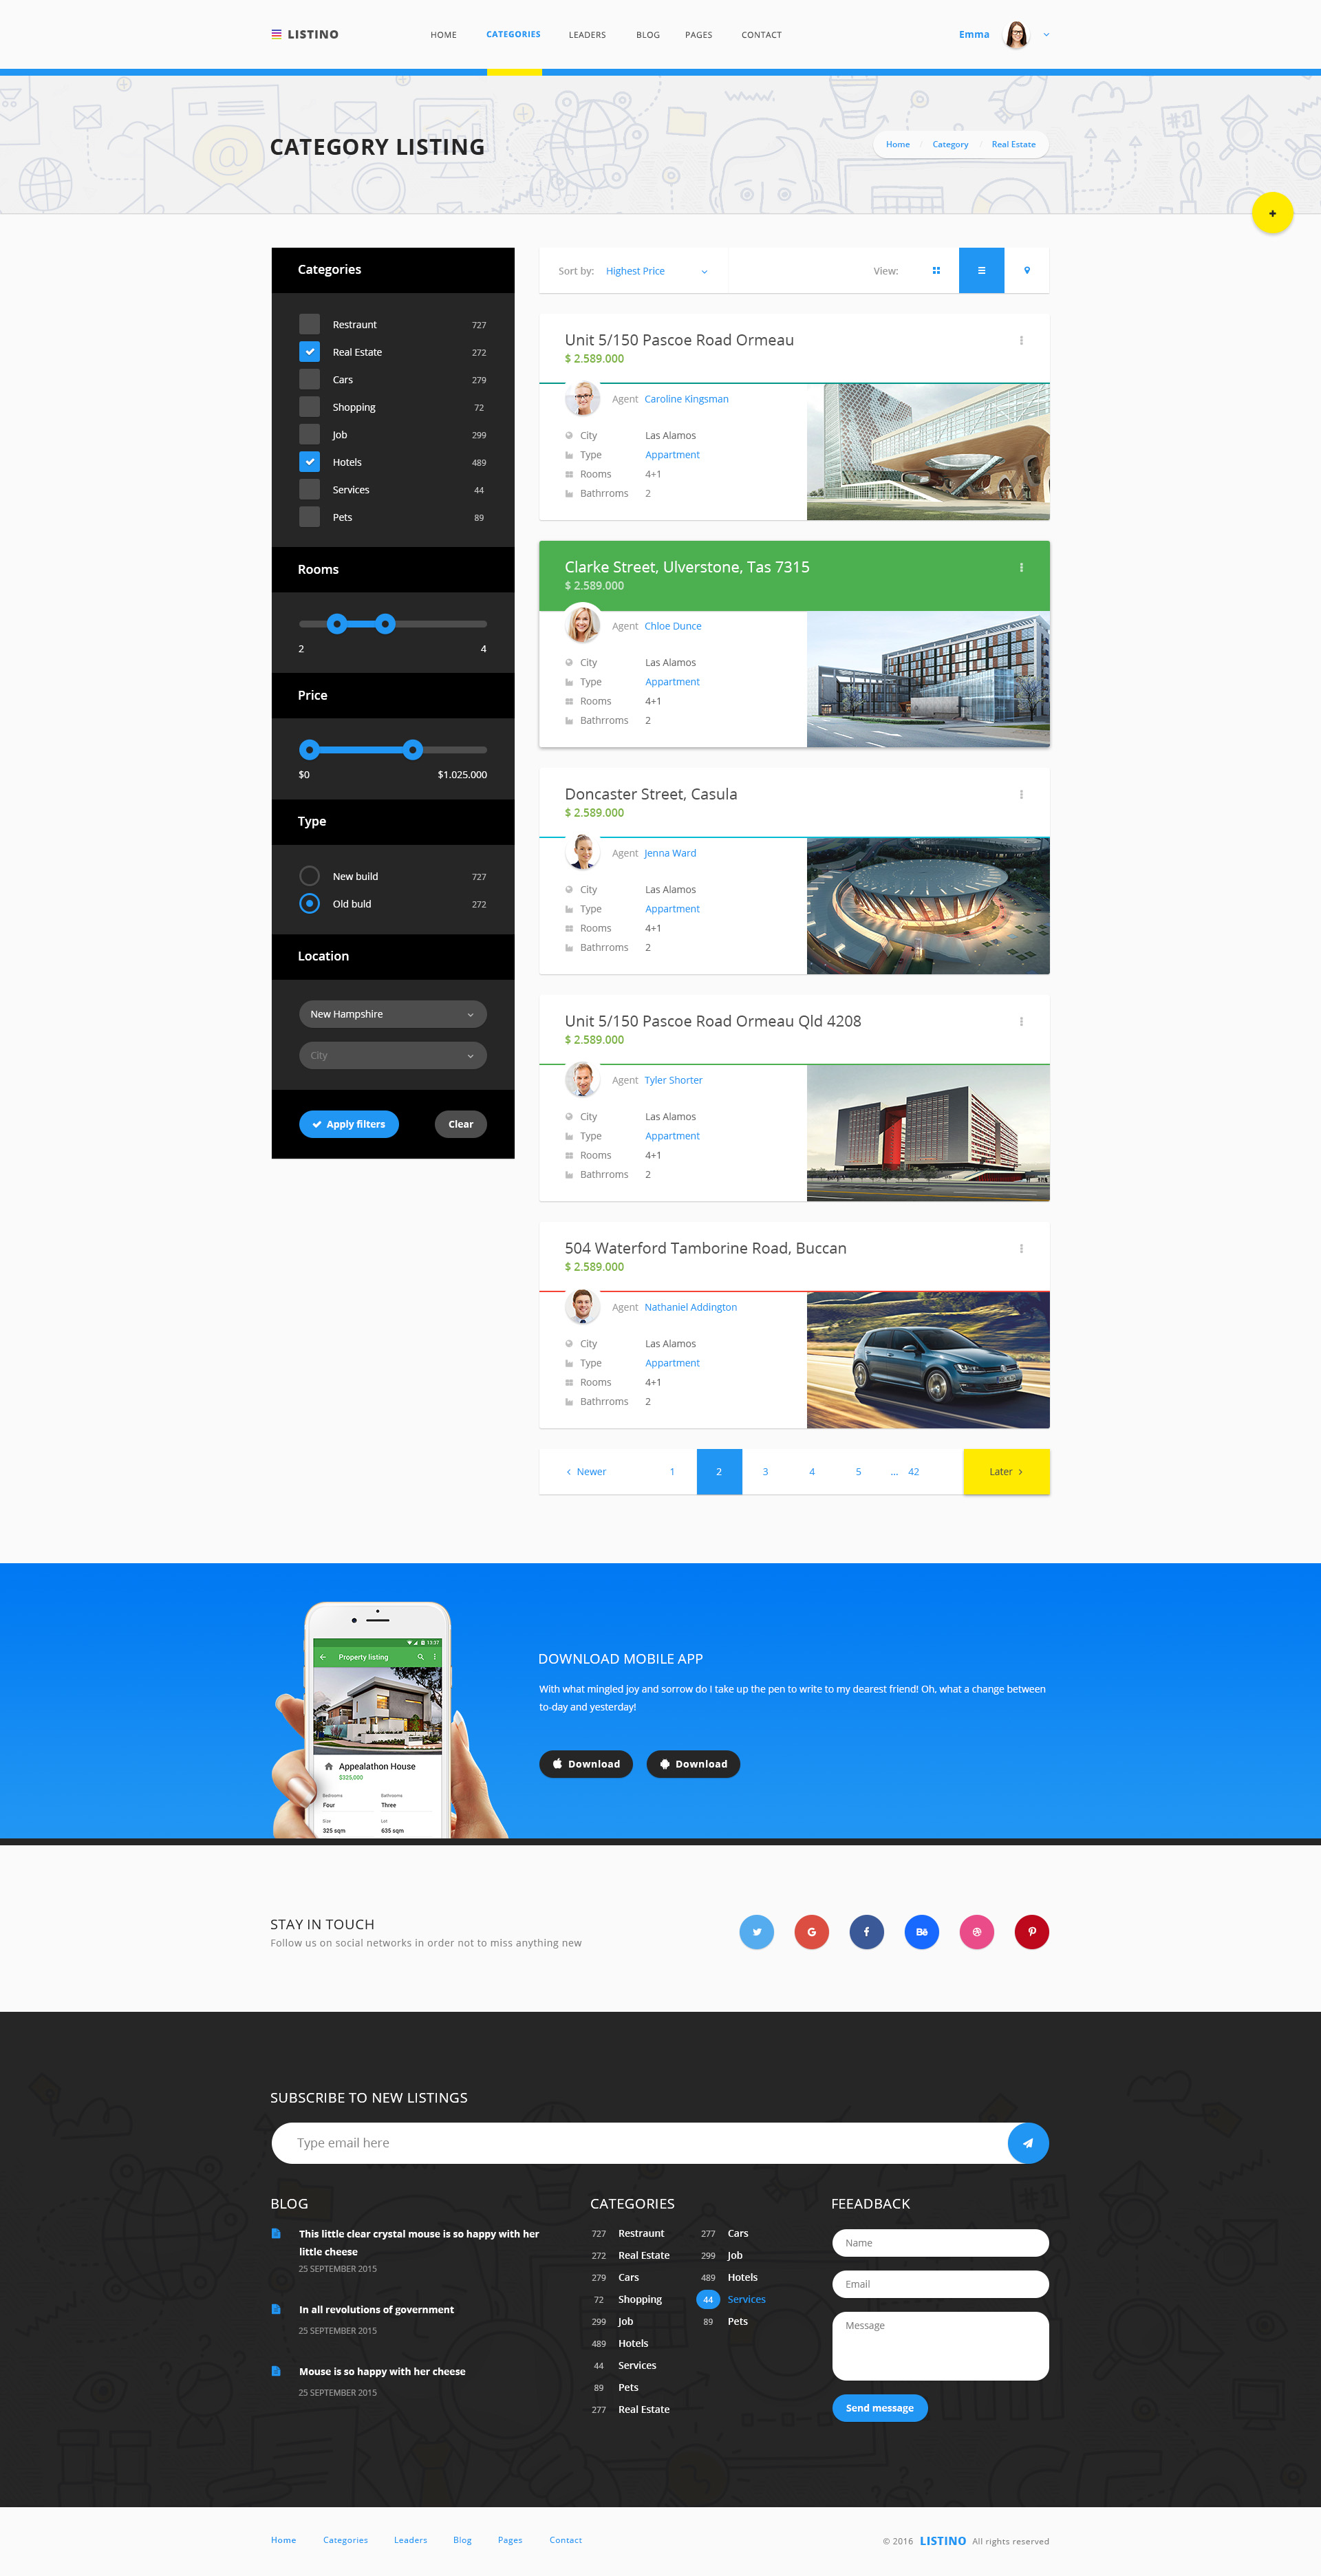 LISTINO
HOME CATEGORIES LEADERS BLOG PAGES CONTACT
Emma
CATEGORY LISTING
Home / Category / Real Estate
Categories
Restraunt 727
Real Estate 272
Cars 279
Shopping 72
Job 299
Hotels 489
Services 44
Pets 89
Rooms
2 4
Price
$0 $1.025.000
Type
New build 727
Old buld 272
Location
New Hampshire
City
Apply filters Clear
Sort by: Highest Price View:
Unit 5/150 Pascoe Road Ormeau
$ 2.589.000
Agent Caroline Kingsman
City Las Alamos
Type Appartment
Rooms 4+1
Bathrroms 2
Clarke Street, Ulverstone, Tas 7315
$ 2.589.000
Agent Chloe Dunce
City Las Alamos
Type Appartment
Rooms 4+1
Bathrroms 2
Doncaster Street, Casula
$ 2.589.000
Agent Jenna Ward
City Las Alamos
Type Appartment
Rooms 4+1
Bathrroms 2
Unit 5/150 Pascoe Road Ormeau Qld 4208
$ 2.589.000
Agent Tyler Shorter
City Las Alamos
Type Appartment
Rooms 4+1
Bathrroms 2
504 Waterford Tamborine Road, Buccan
$ 2.589.000
Agent Nathaniel Addington
City Las Alamos
Type Appartment
Rooms 4+1
Bathrroms 2
Newer 1 2 3 4 5 ... 42 Later
13:37
Property listing
Appealathon House
$325,000
Bedrooms Bathrooms
Four Three
Size Lot
325 sqm 635 sqm
DOWNLOAD MOBILE APP
With what mingled joy and sorrow do I take up the pen to write to my dearest friend! Oh, what a change between
to-day and yesterday!
Download Download
STAY IN TOUCH
Follow us on social networks in order not to miss anything new
SUBSCRIBE TO NEW LISTINGS
Type email here
BLOG
This little clear crystal mouse is so happy with her
little cheese
25 SEPTEMBER 2015
In all revolutions of government
25 SEPTEMBER 2015
Mouse is so happy with her cheese
25 SEPTEMBER 2015
CATEGORIES
727 Restraunt 277 Cars
272 Real Estate 299 Job
279 Cars 489 Hotels
72 Shopping 44 Services
299 Job 89 Pets
489 Hotels
44 Services
89 Pets
277 Real Estate
FEEADBACK
Name
Email
Message
Send message
Home Categories Leaders Blog Pages Contact
© 2016 LISTINO All rights reserved